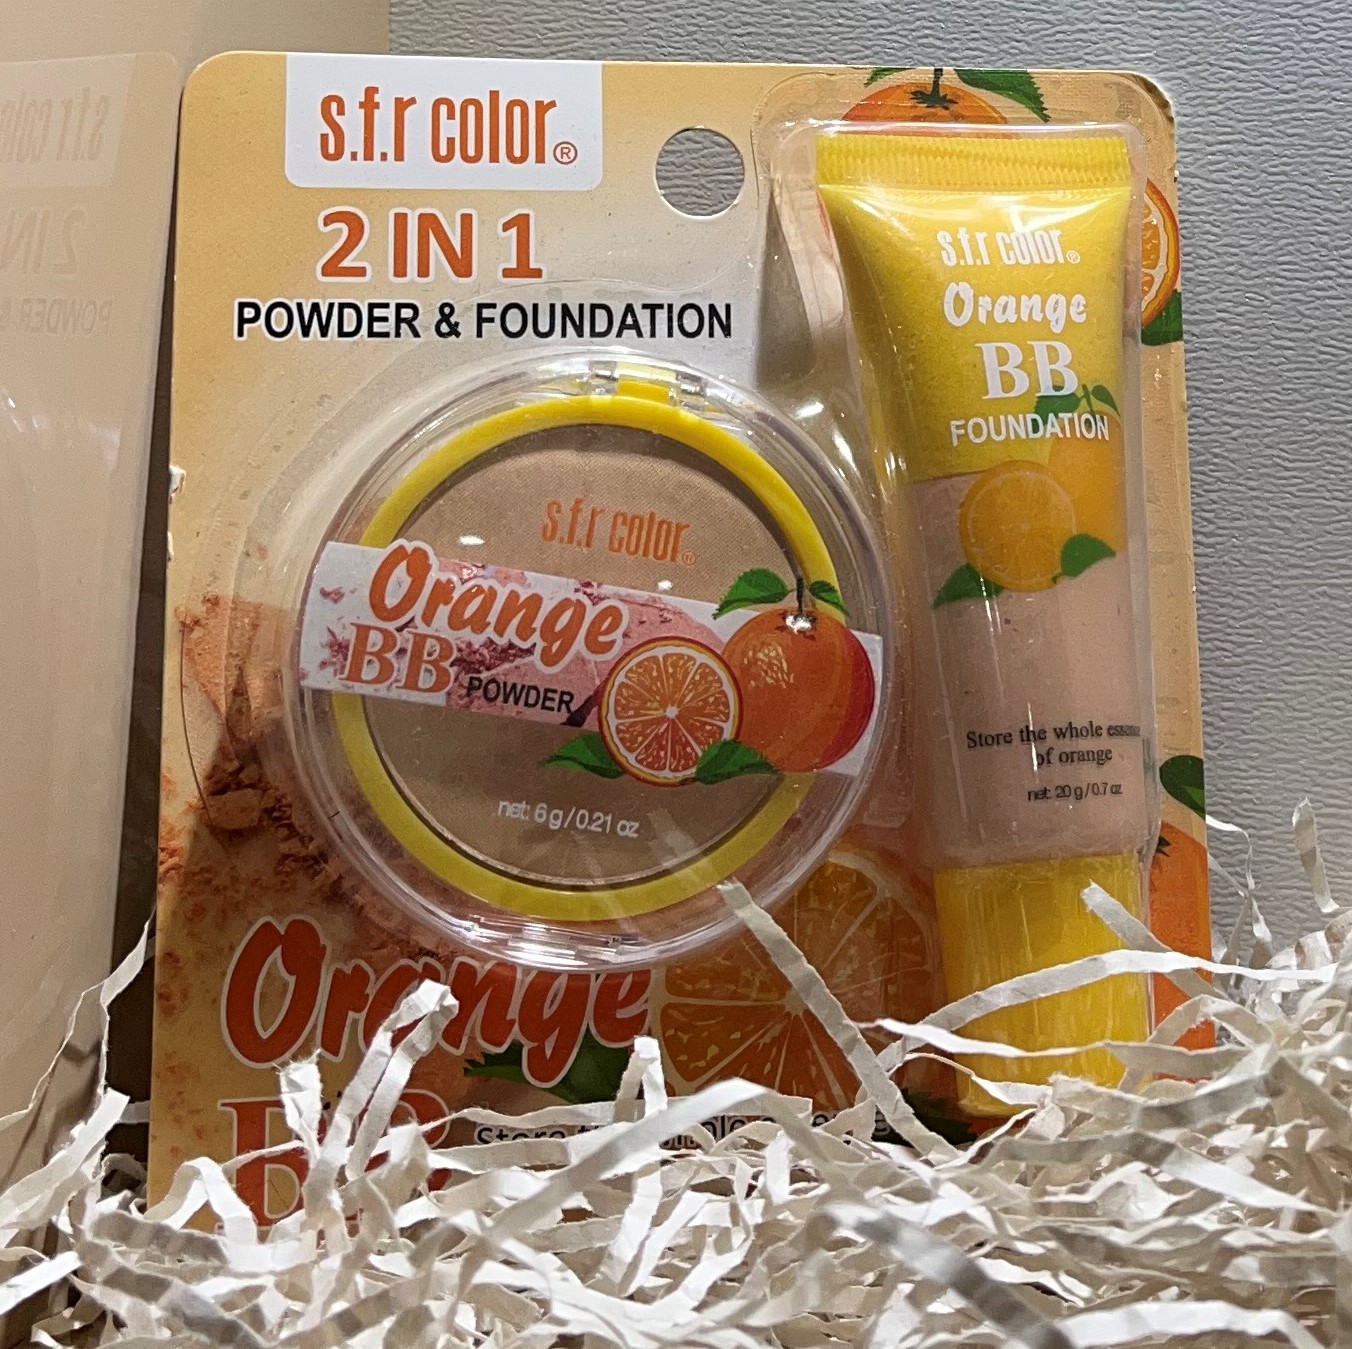 s.f.r color®
2 IN 1
POWDER & FOUNDATION
s.f.r color®
Orange
BB
POWDER
net: 6 g / 0.21 oz
s.f.r color®
Orange
BB
FOUNDATION
Store the whole essence
of orange
net: 20 g / 0.7 oz
Orange
BB